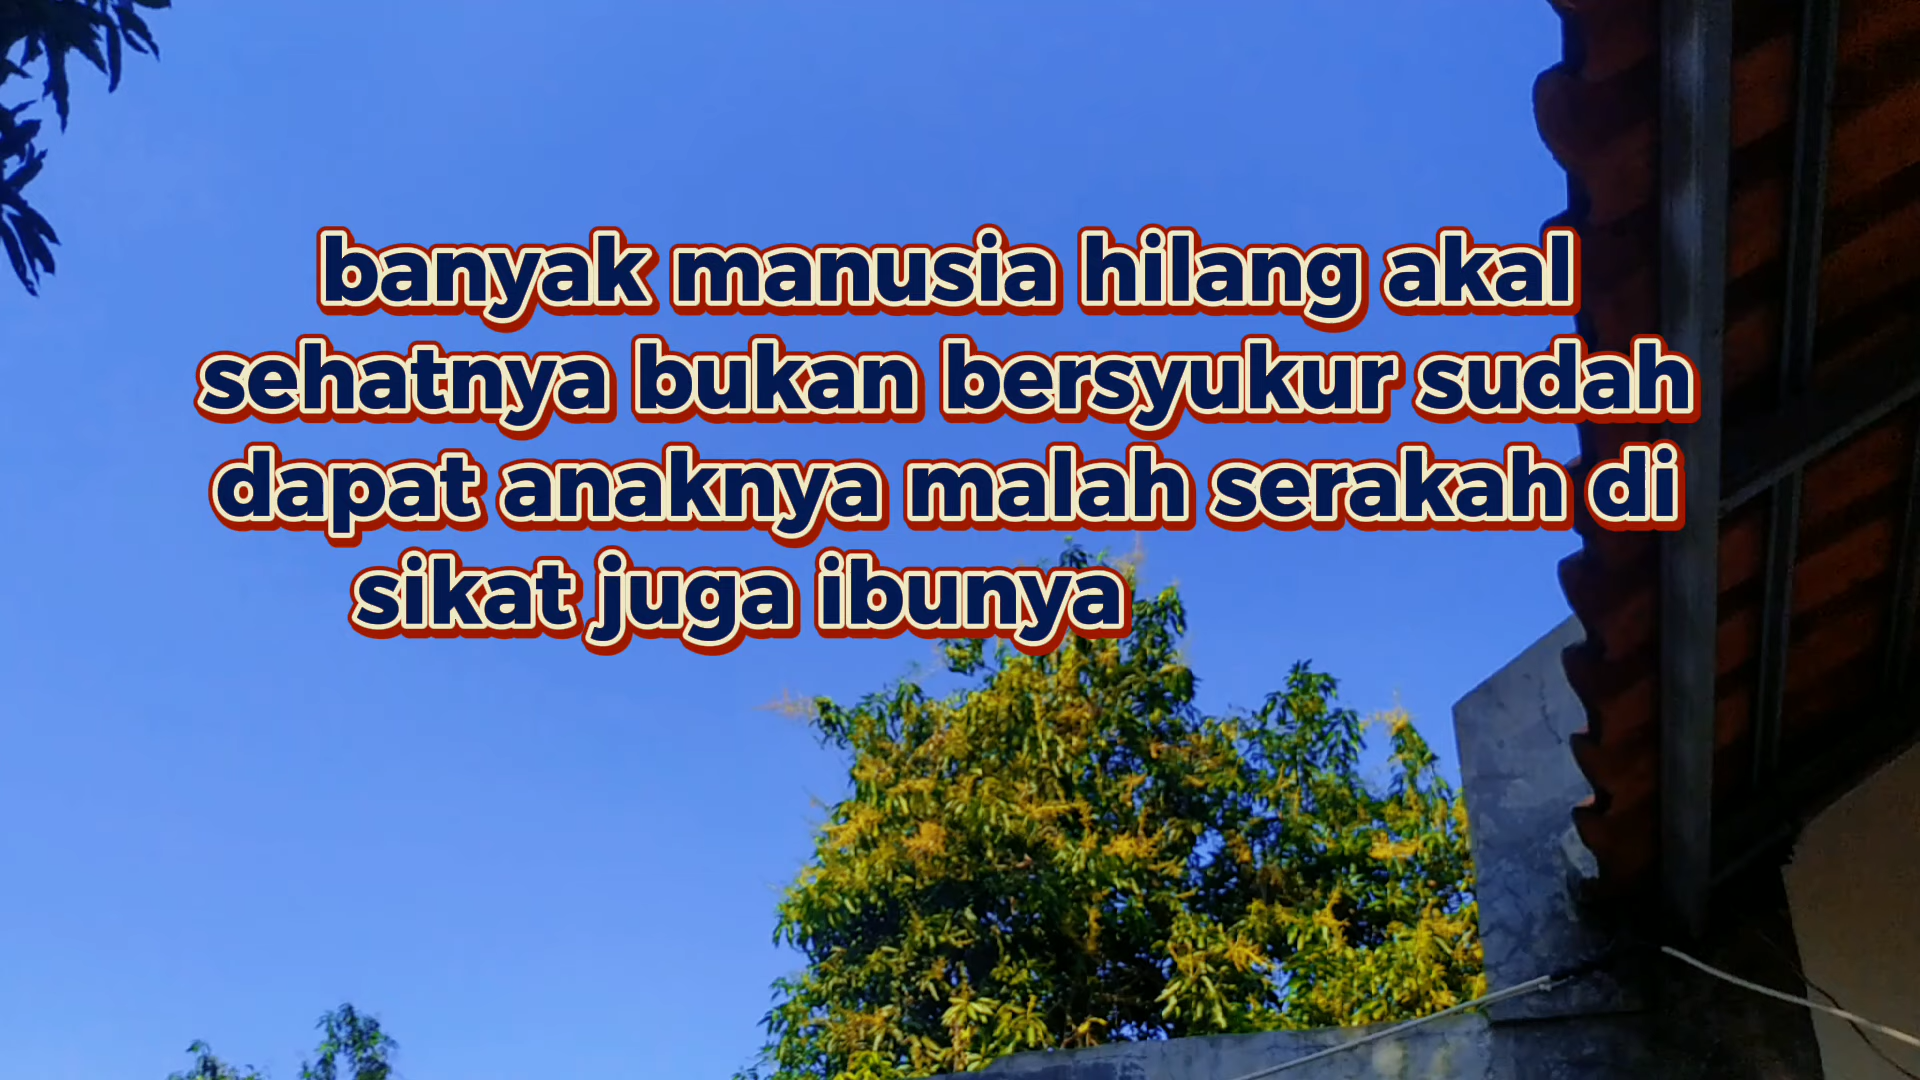 banyak manusia hilang akal
sehatnya bukan bersyukur sudah
dapat anaknya malah serakah di
sikat juga ibunya